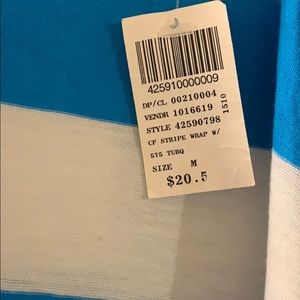 425910000009
DP/CL 00210004
VENDR 1016619
STYLE 42590798
CF STRIPE WRAP W/
575 TURQ
SIZE M
$20.5
1510